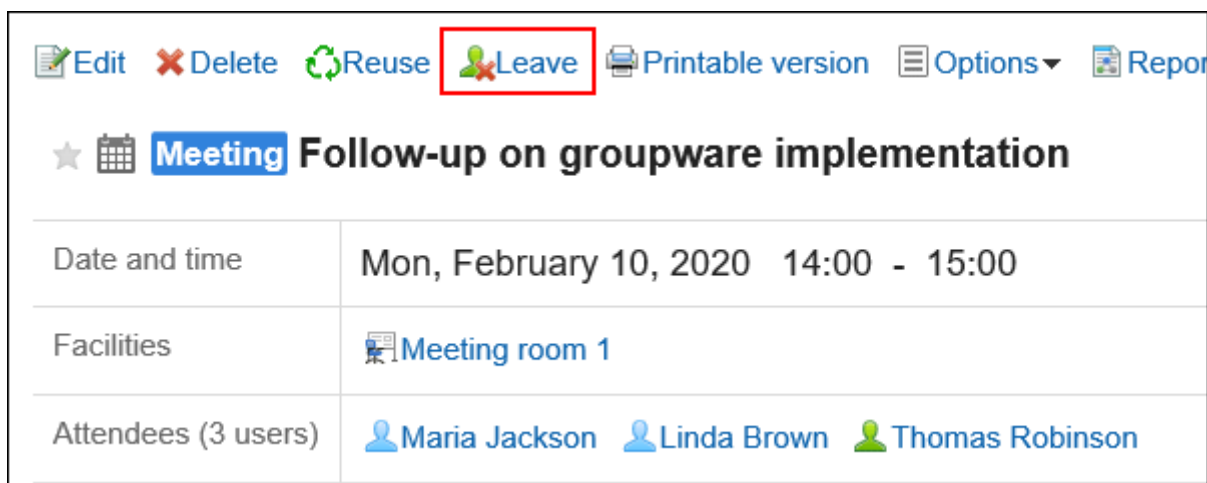 Edit Delete Reuse Leave Printable version Options Repor
Meeting Follow-up on groupware implementation
Date and time Mon, February 10, 2020 14:00 - 15:00
Facilities Meeting room 1
Attendees (3 users) Maria Jackson Linda Brown Thomas Robinson